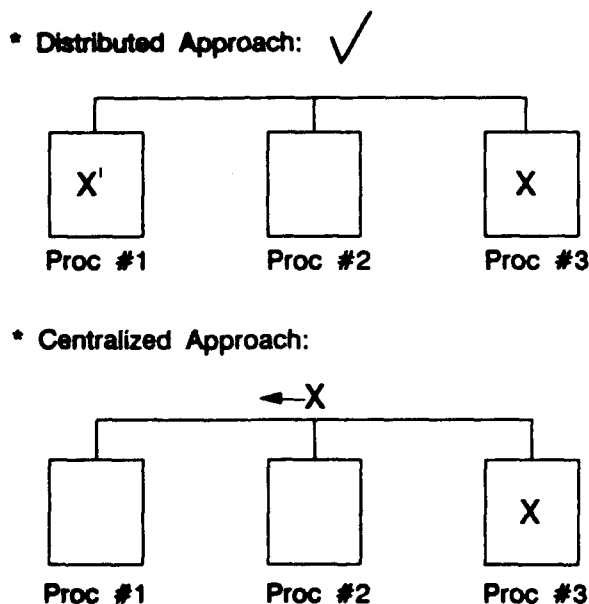 * Distributed Approach: √
X' X
Proc #1 Proc #2 Proc #3
* Centralized Approach:
X
X
Proc #1 Proc #2 Proc #3